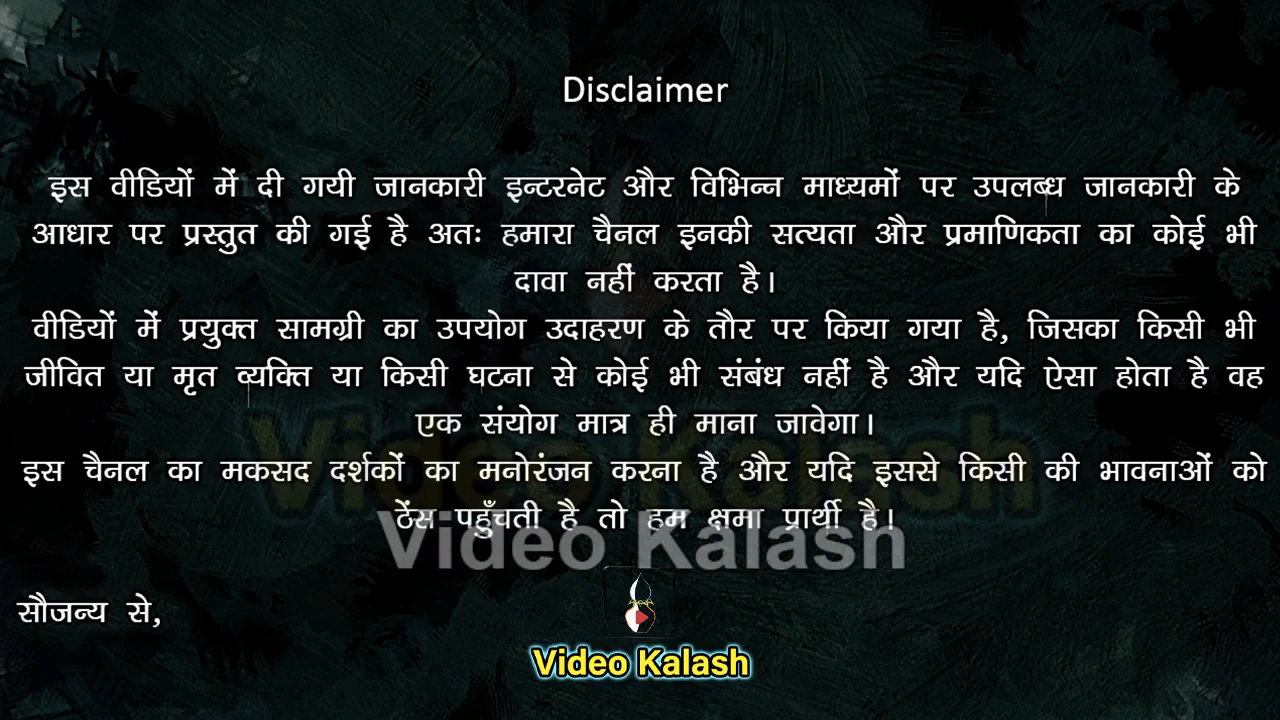 Disclaimer
इस वीडियों में दी गयी जानकारी इन्टरनेट और विभिन्न माध्यमों पर उपलब्ध जानकारी के
आधार पर प्रस्तुत की गई है अतः हमारा चैनल इनकी सत्यता और प्रमाणिकता का कोई भी
दावा नहीं करता है।
वीडियों में प्रयुक्त सामग्री का उपयोग उदाहरण के तौर पर किया गया है, जिसका किसी भी
जीवित या मृत व्यक्ति या किसी घटना से कोई भी संबंध नहीं है और यदि ऐसा होता है वह
एक संयोग मात्र ही माना जावेगा।
इस चैनल का मकसद दर्शकों का मनोरंजन करना है और यदि इससे किसी की भावनाओं को
ठेंस पहुँचती है तो हम क्षमा प्रार्थी है।
Video Kalash
Video Kalash
सौजन्य से,
Video Kalash